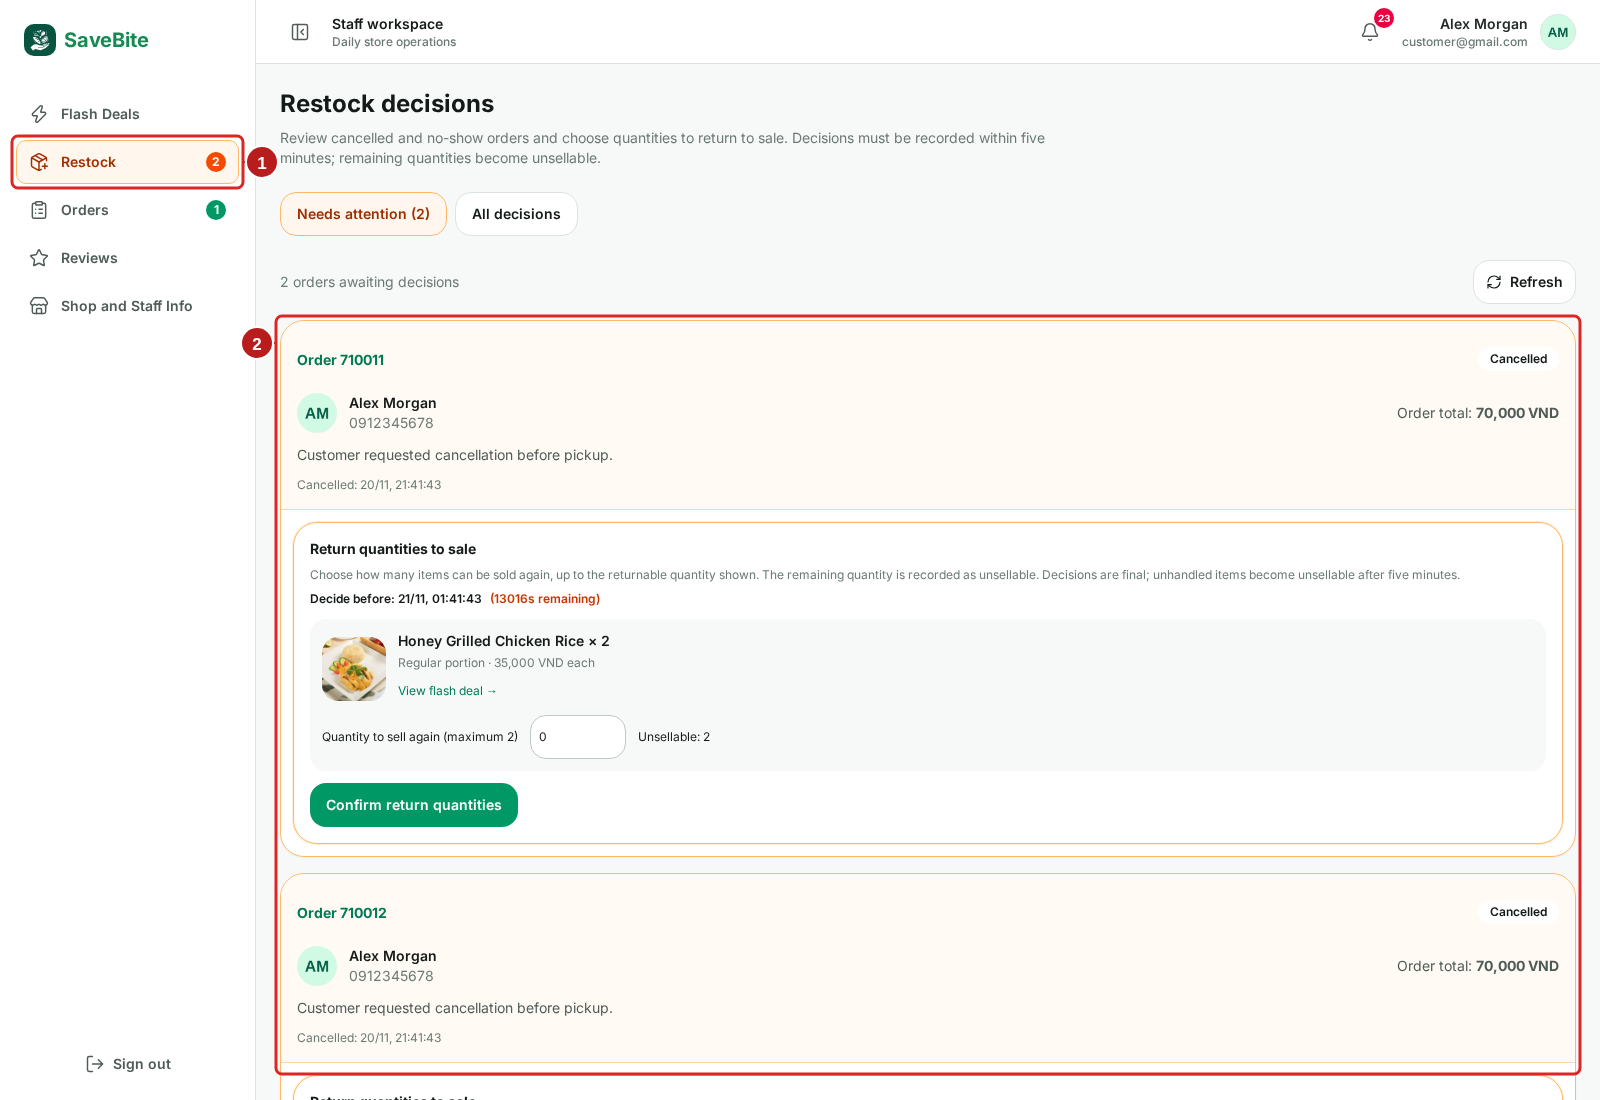 SaveBite
Staff workspace
Daily store operations
23
Alex Morgan
customer@gmail.com
AM
Flash Deals
Restock 2
1
Orders 1
Reviews
Shop and Staff Info
Sign out
Restock decisions
Review cancelled and no-show orders and choose quantities to return to sale. Decisions must be recorded within five
minutes; remaining quantities become unsellable.
Needs attention (2)
All decisions
2 orders awaiting decisions
Refresh
2
Order 710011
Cancelled
AM
Alex Morgan
0912345678
Order total: 70,000 VND
Customer requested cancellation before pickup.
Cancelled: 20/11, 21:41:43
Return quantities to sale
Choose how many items can be sold again, up to the returnable quantity shown. The remaining quantity is recorded as unsellable. Decisions are final; unhandled items become unsellable after five minutes.
Decide before: 21/11, 01:41:43 (13016s remaining)
Honey Grilled Chicken Rice × 2
Regular portion · 35,000 VND each
View flash deal →
Quantity to sell again (maximum 2) 0 Unsellable: 2
Confirm return quantities
Order 710012
Cancelled
AM
Alex Morgan
0912345678
Order total: 70,000 VND
Customer requested cancellation before pickup.
Cancelled: 20/11, 21:41:43
Return quantities to sale